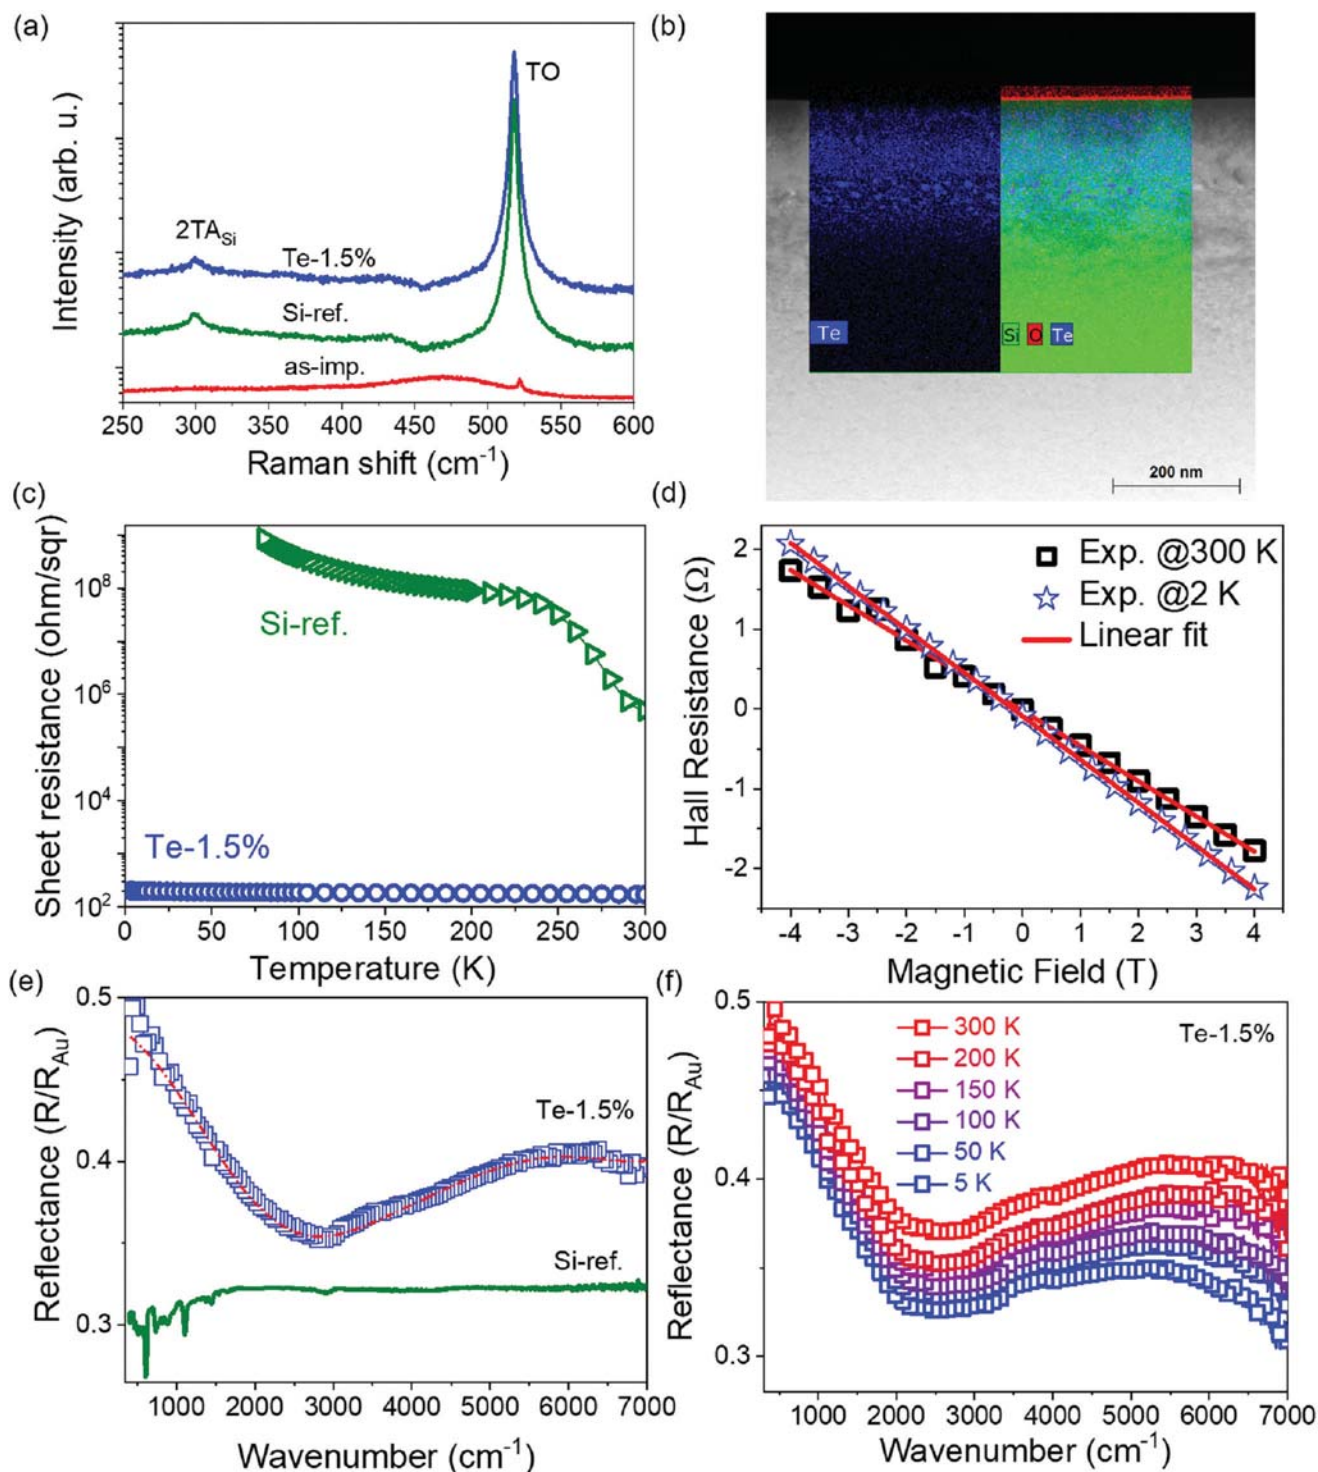 (a)
Intensity (arb. u.)
TO
2TA_Si
Te-1.5%
Si-ref.
as-imp.
250 300 350 400 450 500 550 600
Raman shift (cm⁻¹)
(b)
Te
Si O Te
200 nm
(c)
Sheet resistance (ohm/sqr)
10⁸
10⁶
10⁴
10²
Si-ref.
Te-1.5%
0 50 100 150 200 250 300
Temperature (K)
(d)
Hall Resistance (Ω)
2
1
0
-1
-2
Exp. @300 K
Exp. @2 K
Linear fit
-4 -3 -2 -1 0 1 2 3 4
Magnetic Field (T)
(e)
Reflectance (R/R_Au)
0.5
0.4
0.3
Te-1.5%
Si-ref.
1000 2000 3000 4000 5000 6000 7000
Wavenumber (cm⁻¹)
(f)
Reflectance (R/R_Au)
0.5
0.4
0.3
300 K
200 K
150 K
100 K
50 K
5 K
Te-1.5%
1000 2000 3000 4000 5000 6000 7000
Wavenumber (cm⁻¹)